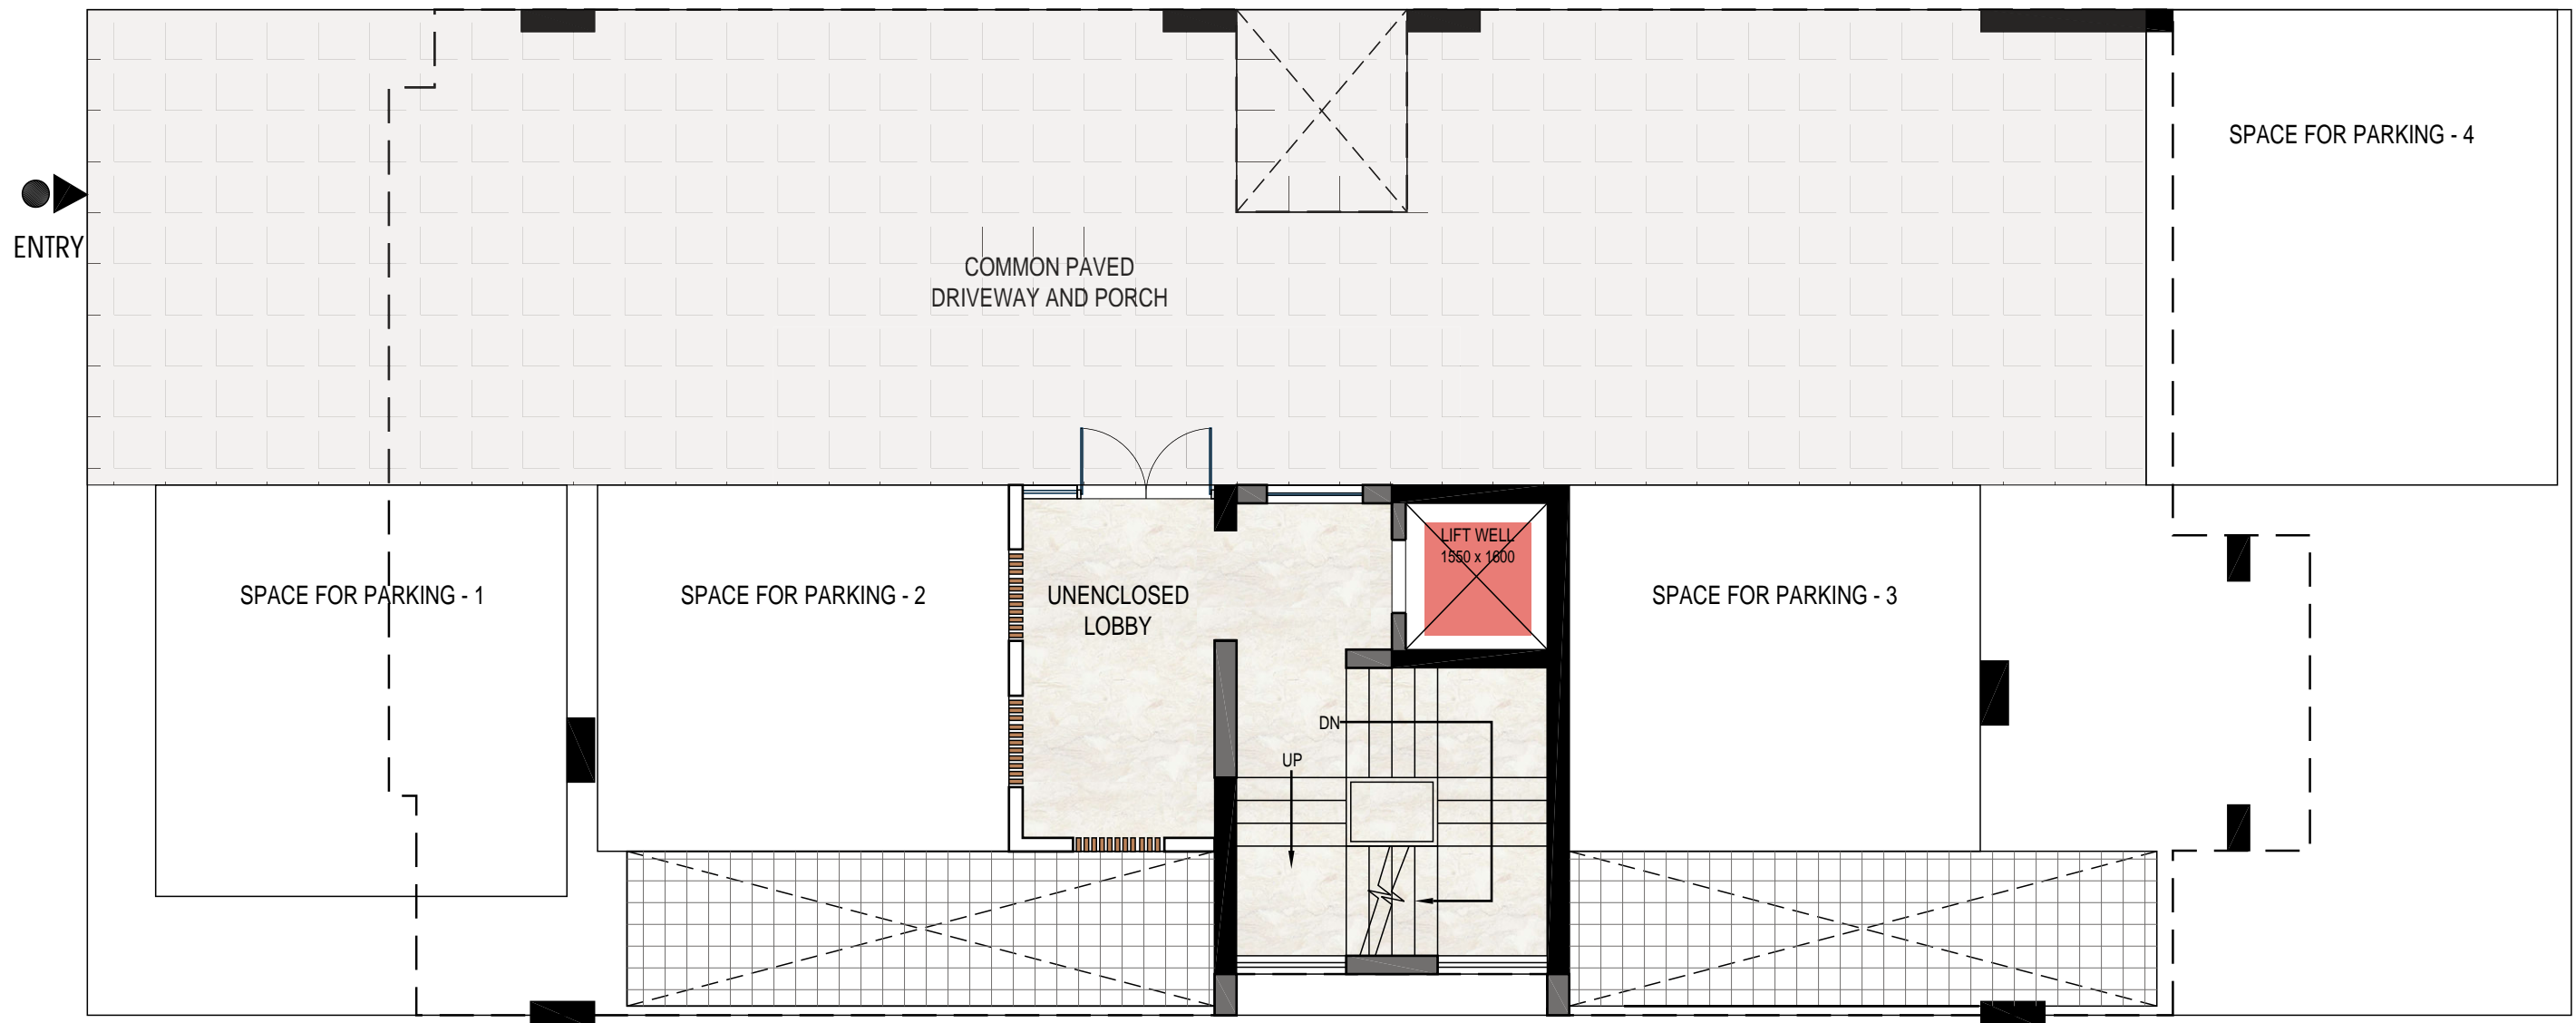 SPACE FOR PARKING - 4
ENTRY
COMMON PAVED
DRIVEWAY AND PORCH
LIFT WELL
1550 x 1600
SPACE FOR PARKING - 1
SPACE FOR PARKING - 2
UNENCLOSED
LOBBY
SPACE FOR PARKING - 3
DN
UP